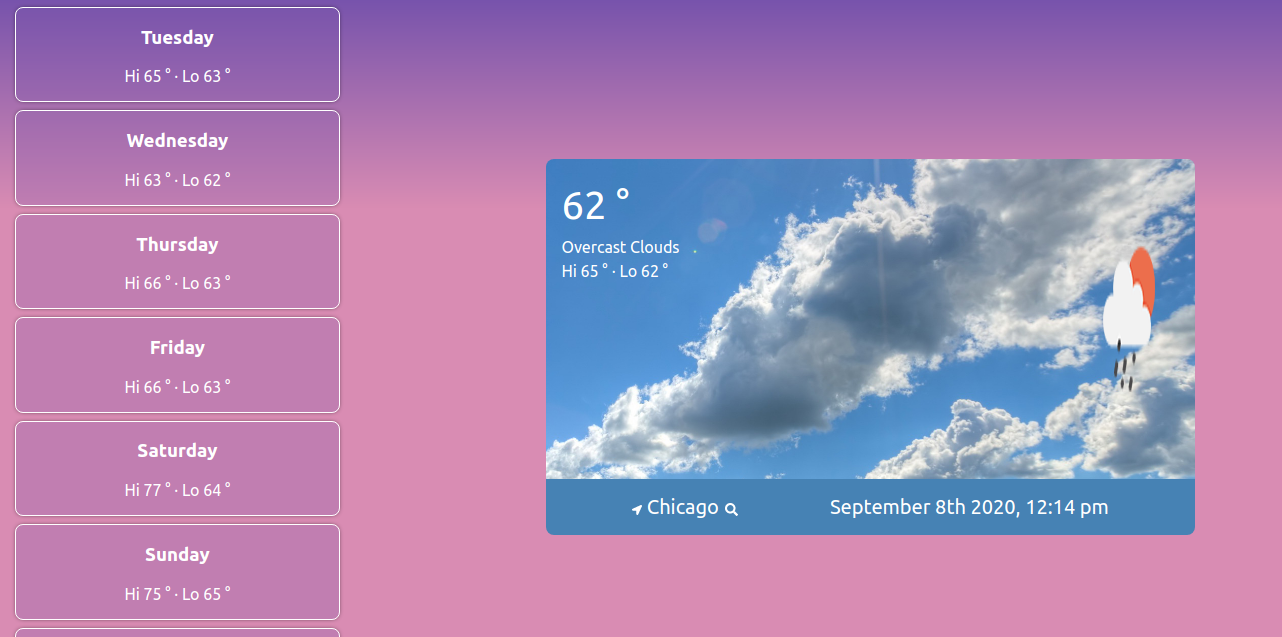 Tuesday
Hi 65 ° · Lo 63 °
Wednesday
Hi 63 ° · Lo 62 °
Thursday
Hi 66 ° · Lo 63 °
Friday
Hi 66 ° · Lo 63 °
Saturday
Hi 77 ° · Lo 64 °
Sunday
Hi 75 ° · Lo 65 °
62 °
Overcast Clouds
Hi 65 ° · Lo 62 °
Chicago
September 8th 2020, 12:14 pm